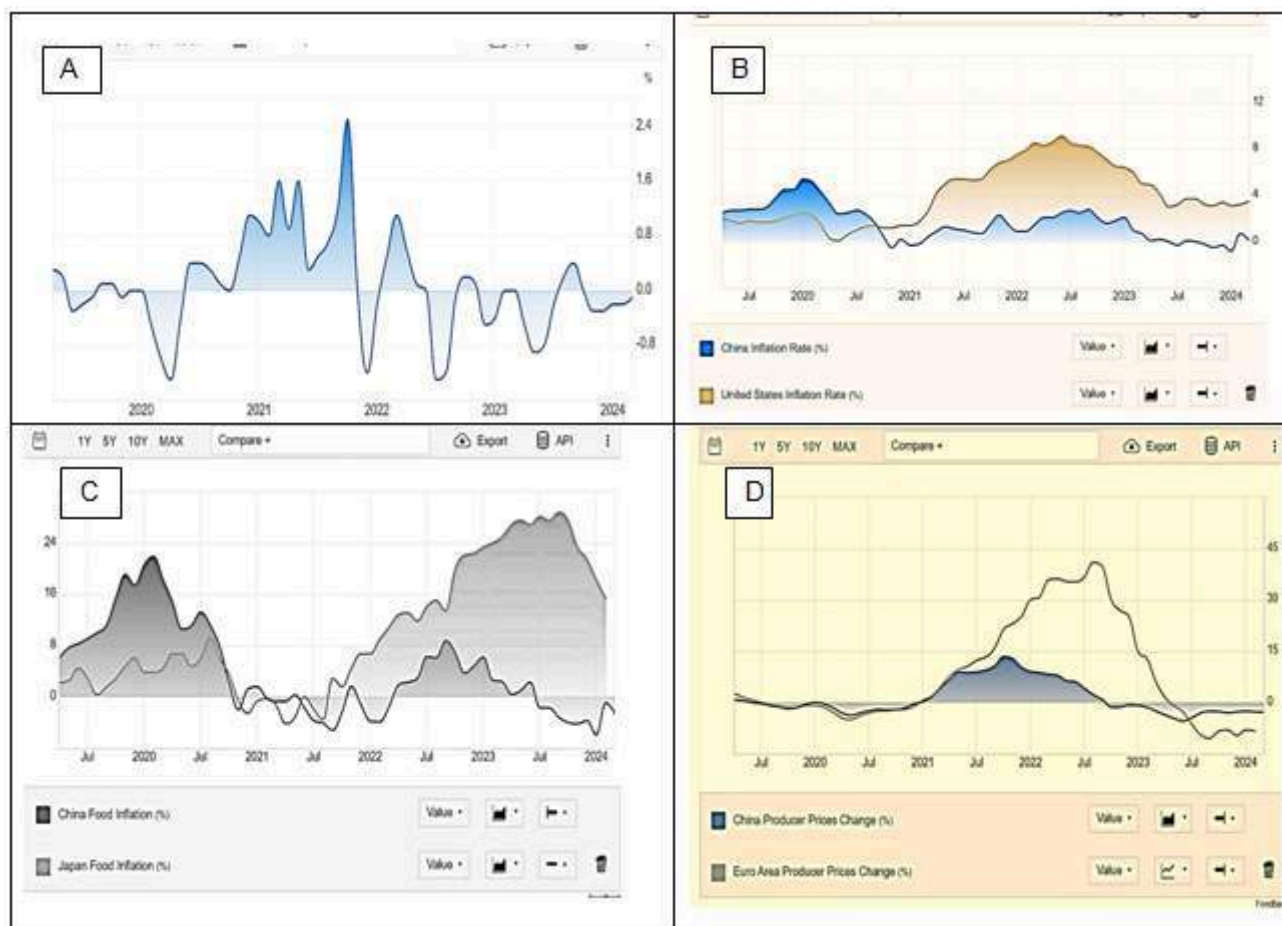 A
%
2.4
1.6
0.8
0.0
-0.8
2020 2021 2022 2023 2024
B
12
8
4
0
Jul 2020 Jul 2021 Jul 2022 Jul 2023 Jul 2024
China Inflation Rate (%) Value
United States Inflation Rate (%) Value
1Y 5Y 10Y MAX Compare + Export API
C
24
16
8
0
Jul 2020 Jul 2021 Jul 2022 Jul 2023 Jul 2024
China Food Inflation (%) Value
Japan Food Inflation (%) Value
1Y 5Y 10Y MAX Compare + Export API
D
45
30
15
0
Jul 2020 Jul 2021 Jul 2022 Jul 2023 Jul 2024
China Producer Prices Change (%) Value
Euro Area Producer Prices Change (%) Value